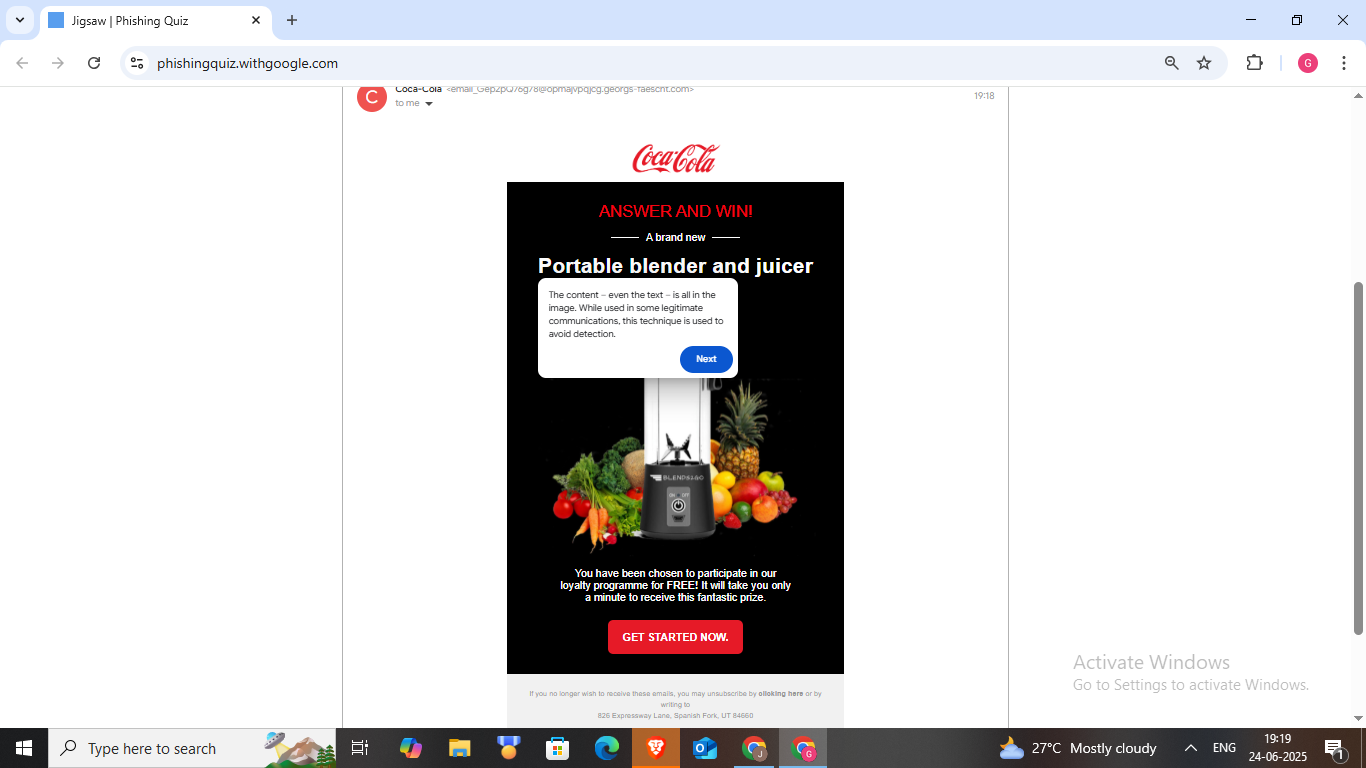 Jigsaw | Phishing Quiz
phishingquiz.withgoogle.com
G
C
Coca-Cola
19:18
to me
Coca-Cola
ANSWER AND WIN!
A brand new
Portable blender and juicer
The content – even the text – is all in the
image. While used in some legitimate
communications, this technique is used to
avoid detection.
Next
BLENDS2GO
ON OFF
You have been chosen to participate in our
loyalty programme for FREE! It will take you only
a minute to receive this fantastic prize.
GET STARTED NOW.
If you no longer wish to receive these emails, you may unsubscribe by clicking here or by
writing to
826 Expressway Lane, Spanish Fork, UT 84660
Activate Windows
Go to Settings to activate Windows.
Type here to search
J
G
27°C Mostly cloudy
ENG
19:19
24-06-2025
1